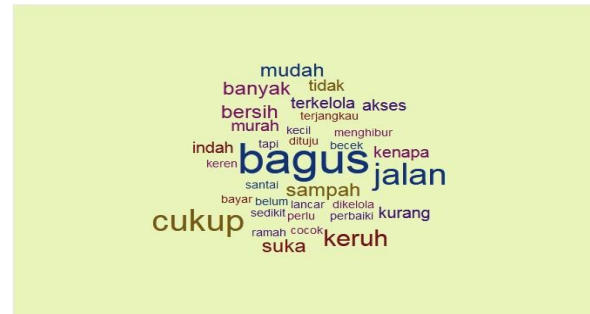 mudah
banyak tidak
bersih terkelola akses
murah terjangkau
kecil menghibur
indah tapi dituju becek kenapa
keren bagus jalan
santai sampah
bayar belum lancar dikelola
cukup sedikit perlu perbaiki kurang
ramah cocok keruh
suka